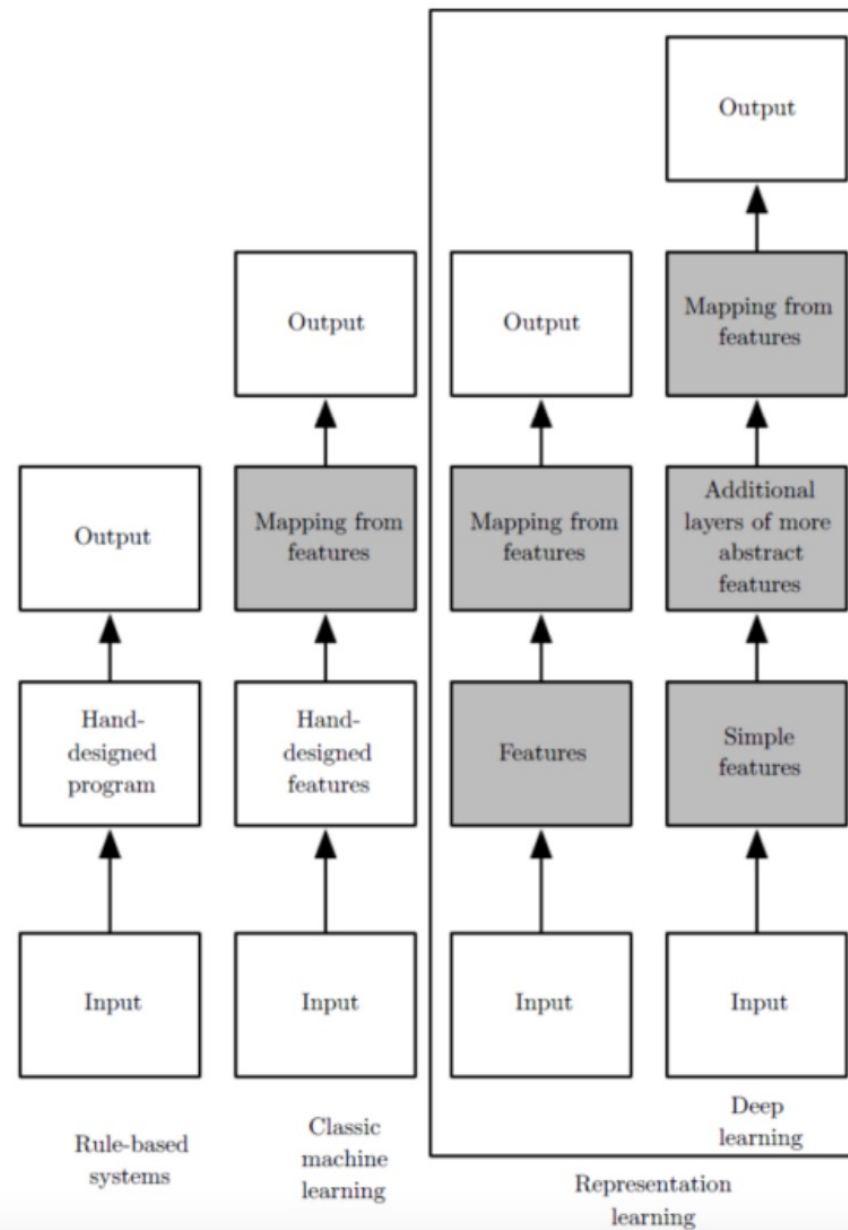 Output
Output
Output
Mapping from
features
Output
Mapping from
features
Mapping from
features
Additional
layers of more
abstract
features
Hand-
designed
program
Hand-
designed
features
Features
Simple
features
Input
Input
Input
Input
Rule-based
systems
Classic
machine
learning
Representation
learning
Deep
learning